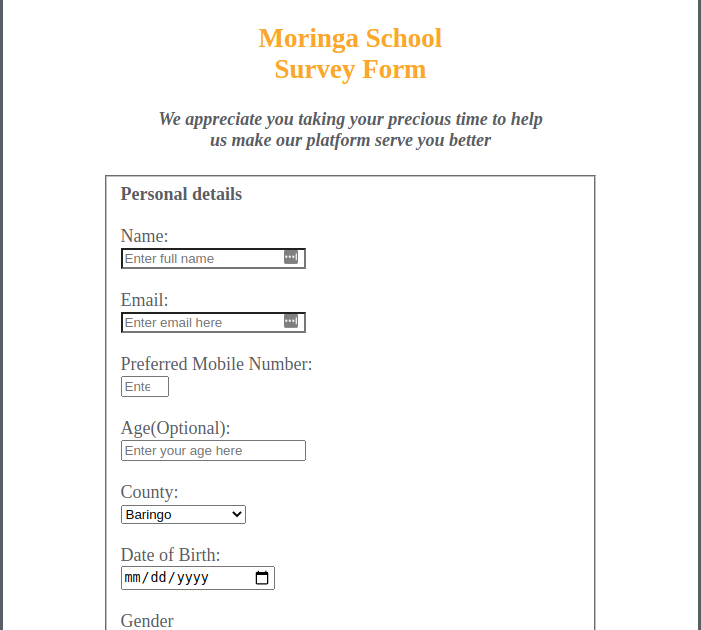 Moringa School
Survey Form
We appreciate you taking your precious time to help
us make our platform serve you better
Personal details
Name:
Enter full name
Email:
Enter email here
Preferred Mobile Number:
Ente
Age(Optional):
Enter your age here
County:
Baringo
Date of Birth:
mm/dd/yyyy
Gender